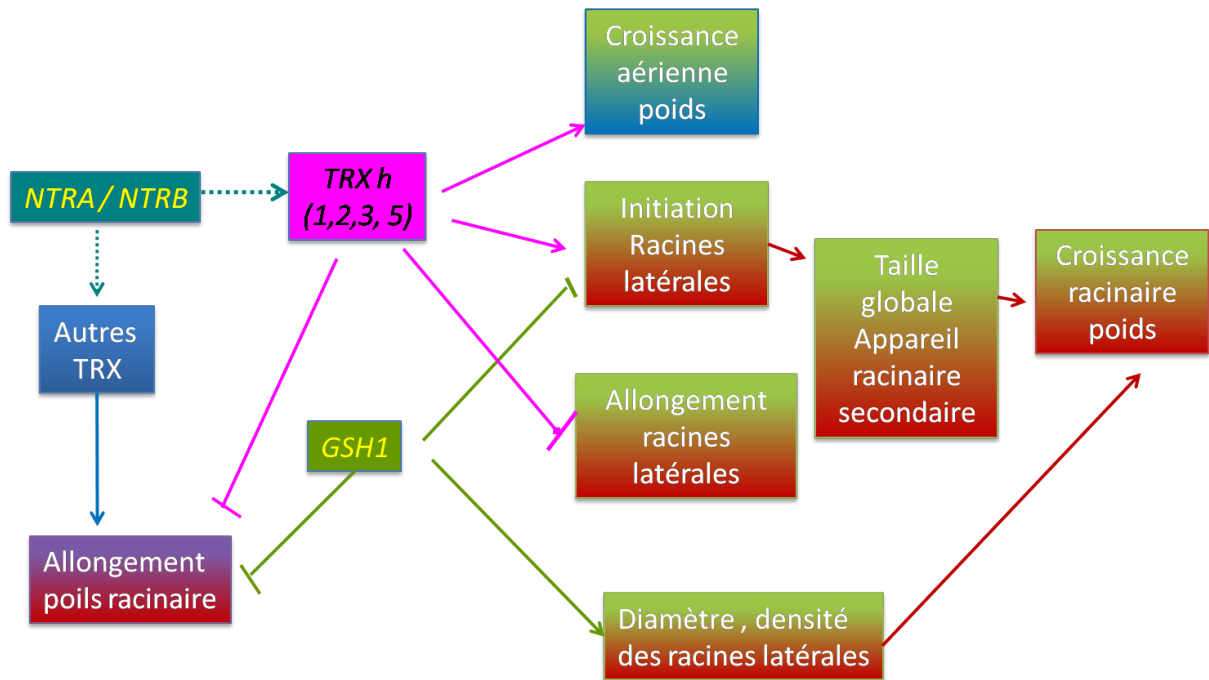 Croissance
aérienne
poids
NTRA / NTRB
TRX h
(1,2,3, 5)
Initiation
Racines
latérales
Taille
globale
Appareil
racinaire
secondaire
Croissance
racinaire
poids
Autres
TRX
Allongement
racines
latérales
GSH1
Allongement
poils racinaire
Diamètre , densité
des racines latérales